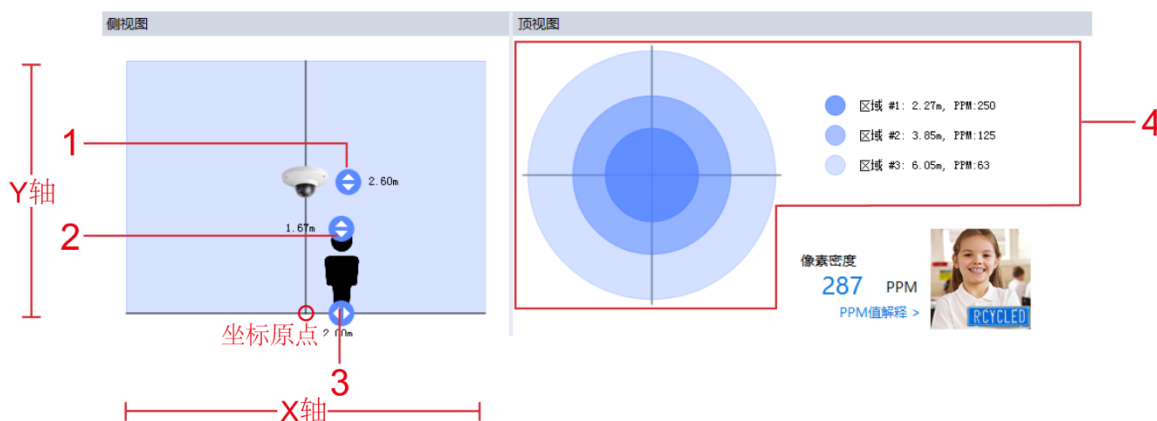 侧视图
顶视图
1
2.60m
Y轴
2
1.67m
坐标原点
2.00m
3
X轴
区域 #1: 2.27m, PPM:250
区域 #2: 3.85m, PPM:125
区域 #3: 6.05m, PPM:63
4
像素密度
287 PPM
PPM值解释 >
RCYCLED